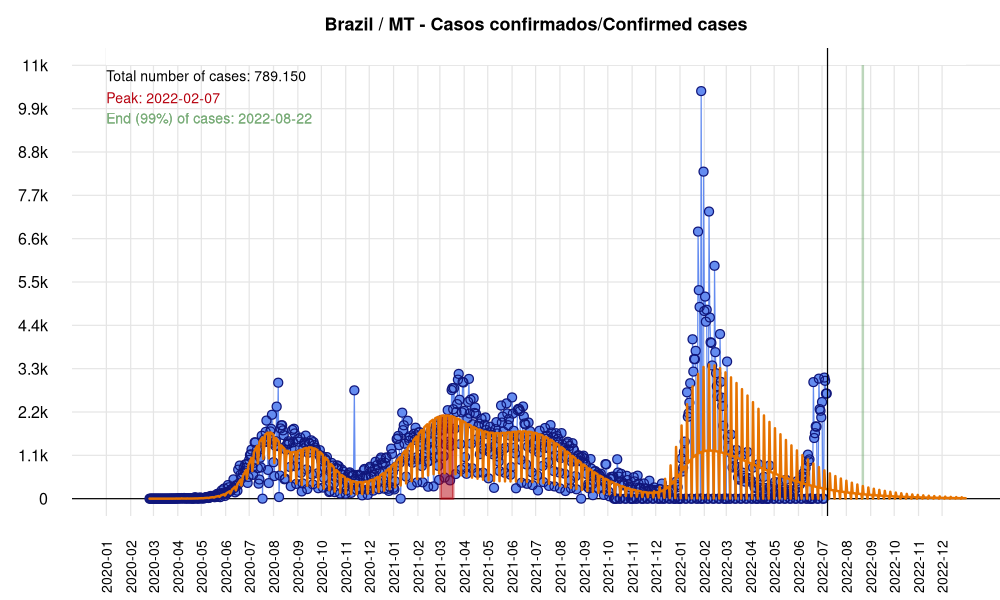 Brazil / MT - Casos confirmados/Confirmed cases
Total number of cases: 789.150
Peak: 2022-02-07
End (99%) of cases: 2022-08-22
11k
9.9k
8.8k
7.7k
6.6k
5.5k
4.4k
3.3k
2.2k
1.1k
0
2020-01
2020-02
2020-03
2020-04
2020-05
2020-06
2020-07
2020-08
2020-09
2020-10
2020-11
2020-12
2021-01
2021-02
2021-03
2021-04
2021-05
2021-06
2021-07
2021-08
2021-09
2021-10
2021-11
2021-12
2022-01
2022-02
2022-03
2022-04
2022-05
2022-06
2022-07
2022-08
2022-09
2022-10
2022-11
2022-12